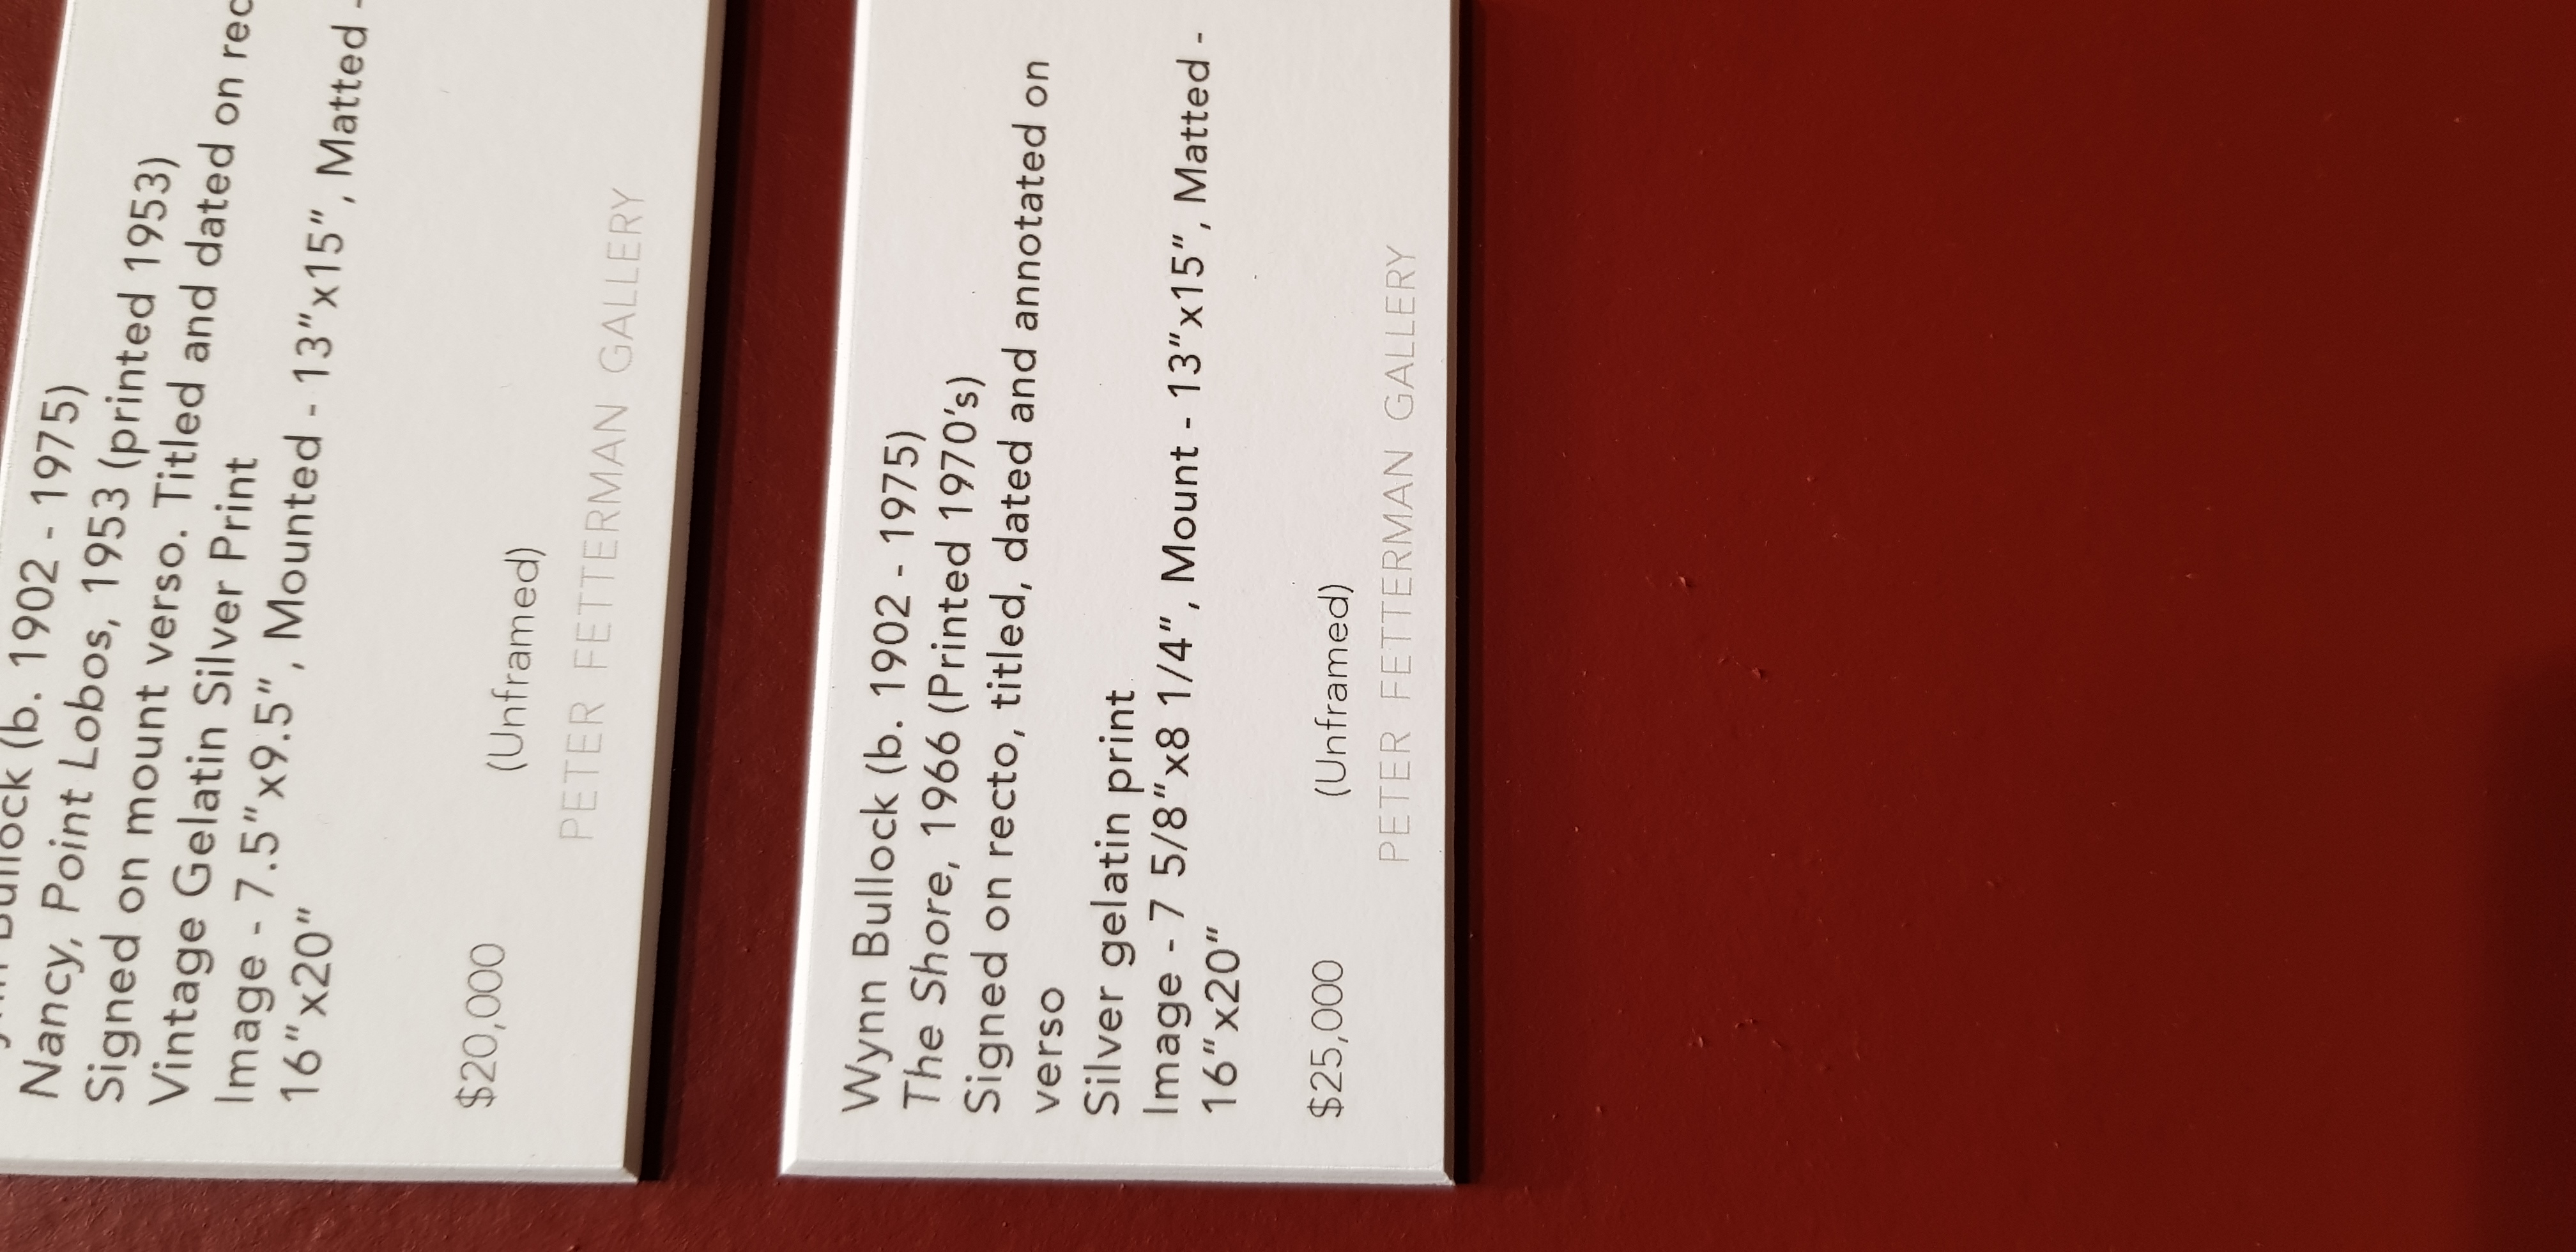 Bullock (b. 1902 - 1975)
Nancy, Point Lobos, 1953 (printed 1953)
Signed on mount verso. Titled and dated on
Vintage Gelatin Silver Print
Image - 7.5”x9.5”, Mounted - 13”x15”, Matted -
16”x20”
$20,000 (Unframed)
PETER FETTERMAN GALLERY
Wynn Bullock (b. 1902 - 1975)
The Shore, 1966 (Printed 1970’s)
Signed on recto, titled, dated and annotated on
verso
Silver gelatin print
Image - 7 5/8”x8 1/4”, Mount - 13”x15”, Matted -
16”x20”
$25,000 (Unframed)
PETER FETTERMAN GALLERY